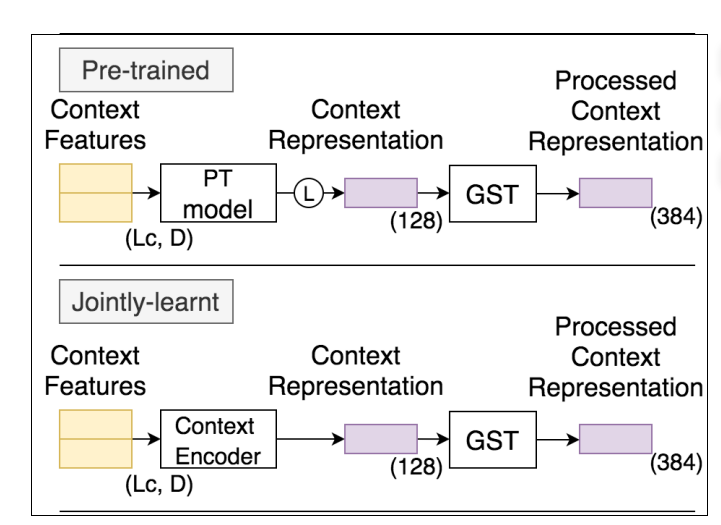 Pre-trained
Context
Features
Context
Representation
Processed
Context
Representation
PT
model
L
GST
(Lc, D)
(128)
(384)
Jointly-learnt
Context
Features
Context
Representation
Processed
Context
Representation
Context
Encoder
GST
(Lc, D)
(128)
(384)